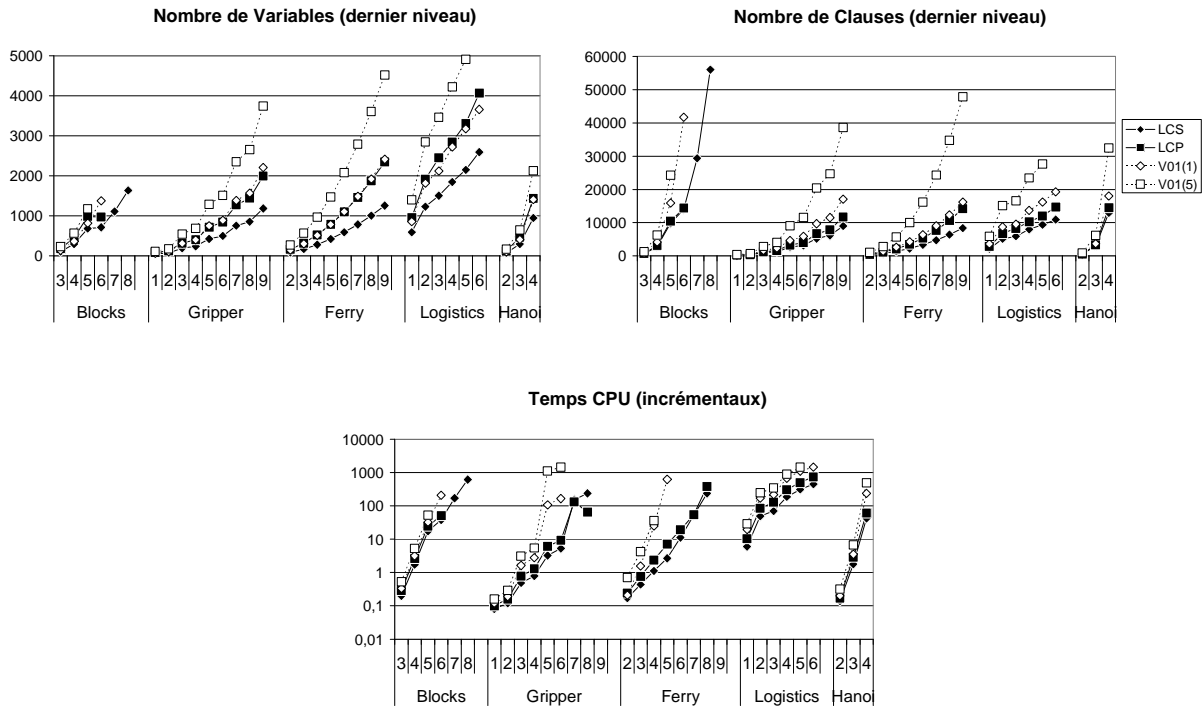 Nombre de Variables (dernier niveau)
5000
4000
3000
2000
1000
0
3 4 5 6 7 8 1 2 3 4 5 6 7 8 9 2 3 4 5 6 7 8 9 1 2 3 4 5 6 2 3 4
Blocks Gripper Ferry Logistics Hanoi
Nombre de Clauses (dernier niveau)
60000
50000
40000
30000
20000
10000
0
3 4 5 6 7 8 1 2 3 4 5 6 7 8 9 2 3 4 5 6 7 8 9 1 2 3 4 5 6 2 3 4
Blocks Gripper Ferry Logistics Hanoi
LCS
LCP
V01(1)
V01(5)
Temps CPU (incrémentaux)
10000
1000
100
10
1
0,1
0,01
3 4 5 6 7 8 1 2 3 4 5 6 7 8 9 2 3 4 5 6 7 8 9 1 2 3 4 5 6 2 3 4
Blocks Gripper Ferry Logistics Hanoi